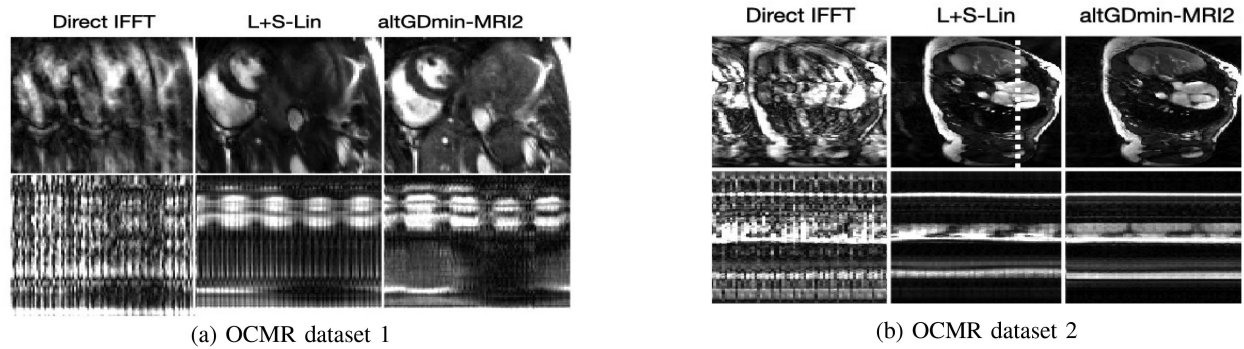 Direct IFFT L+S-Lin altGDmin-MRI2
(a) OCMR dataset 1
Direct IFFT L+S-Lin altGDmin-MRI2
(b) OCMR dataset 2